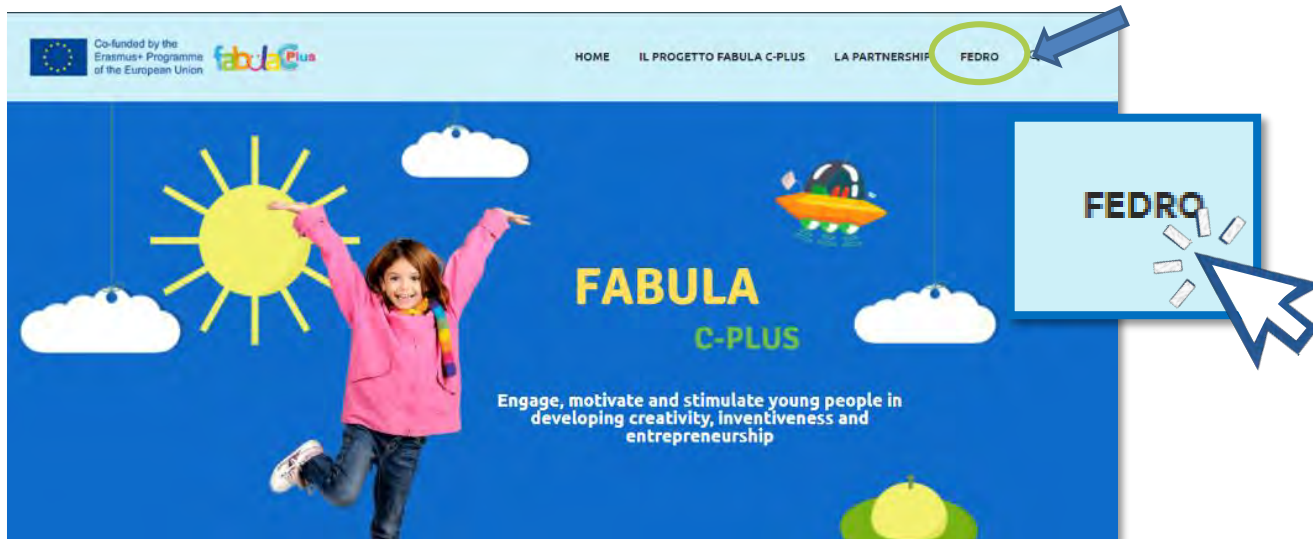 Co-funded by the
Erasmus+ Programme
of the European Union
fabula C Plus
HOME IL PROGETTO FABULA C-PLUS LA PARTNERSHIP FEDRO
FEDRO
FABULA
C-PLUS
Engage, motivate and stimulate young people in
developing creativity, inventiveness and
entrepreneurship